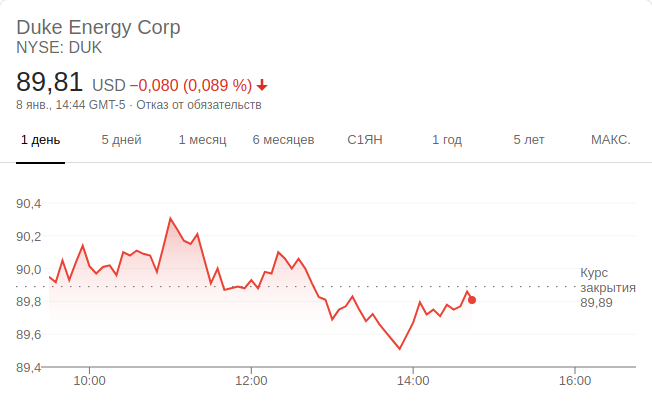 Duke Energy Corp
NYSE: DUK
89,81 USD −0,080 (0,089 %)
8 янв., 14:44 GMT-5 · Отказ от обязательств
1 день 5 дней 1 месяц 6 месяцев С1ЯН 1 год 5 лет МАКС.
90,4
90,2
90,0
89,8
89,6
89,4
Курс
закрытия
89,89
10:00 12:00 14:00 16:00